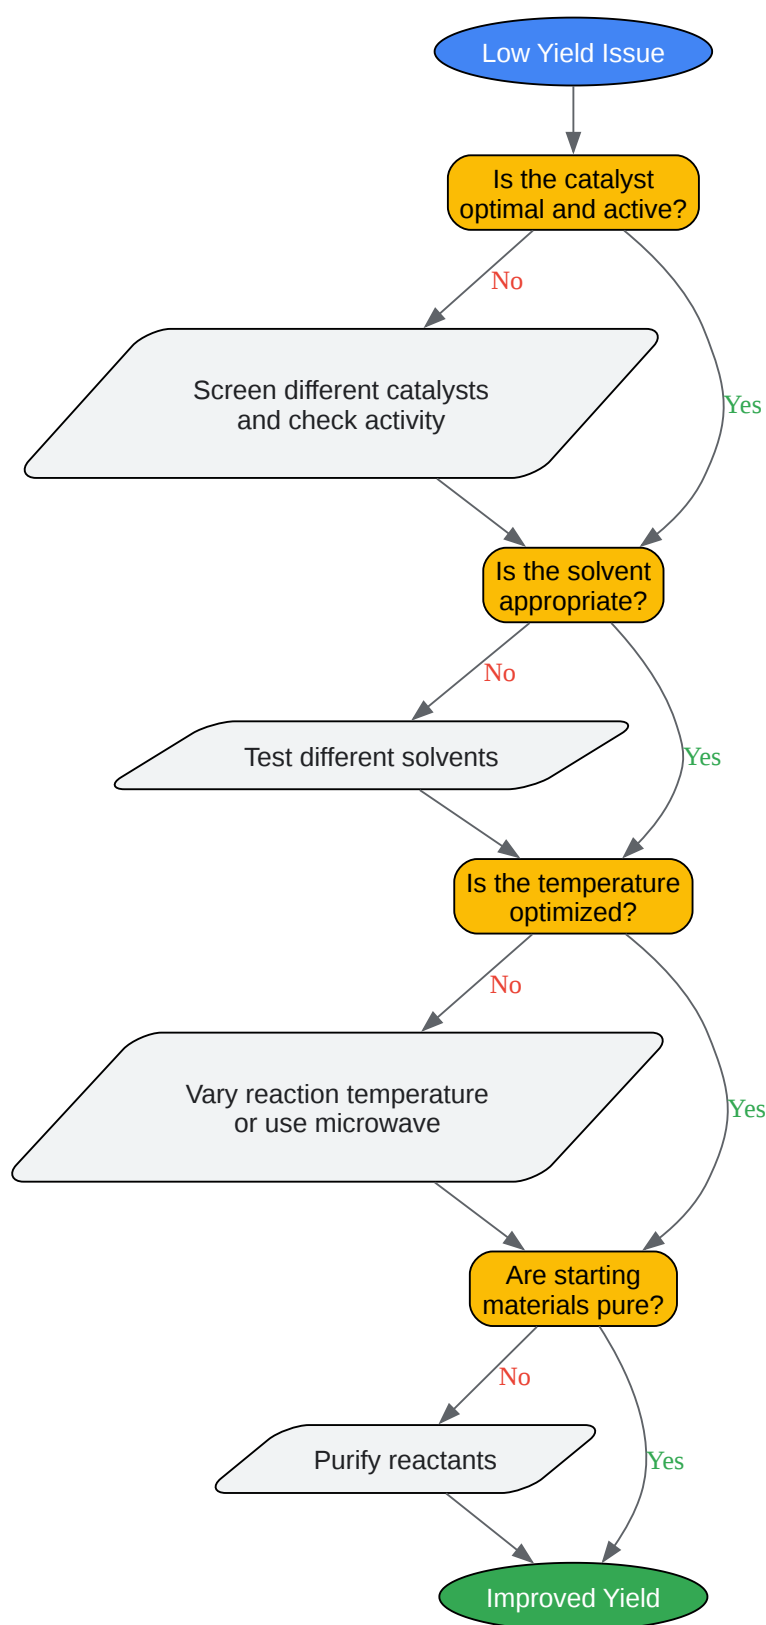 Low Yield Issue
Is the catalyst
optimal and active?
No
Screen different catalysts
and check activity
Yes
Is the solvent
appropriate?
No
Test different solvents
Yes
Is the temperature
optimized?
No
Vary reaction temperature
or use microwave
Yes
Are starting
materials pure?
No
Purify reactants
Yes
Improved Yield